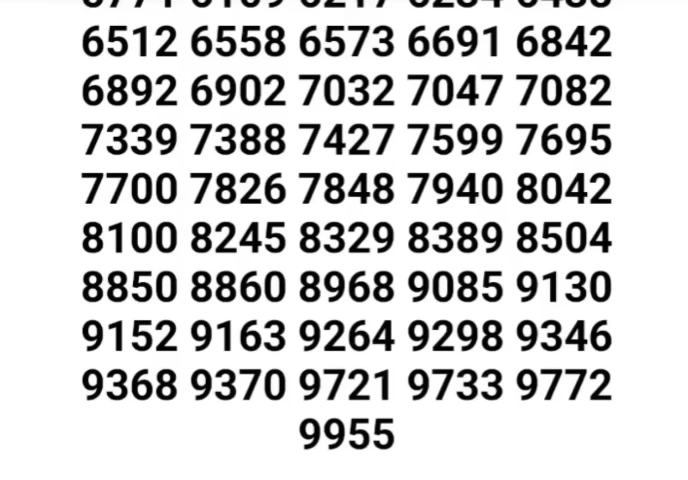 6512 6558 6573 6691 6842
6892 6902 7032 7047 7082
7339 7388 7427 7599 7695
7700 7826 7848 7940 8042
8100 8245 8329 8389 8504
8850 8860 8968 9085 9130
9152 9163 9264 9298 9346
9368 9370 9721 9733 9772
9955